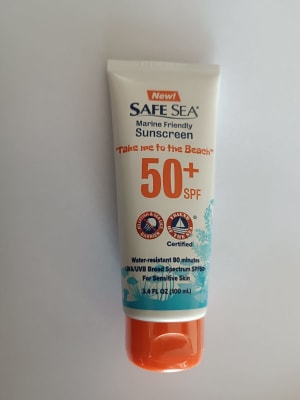 New!
SAFE SEA®
Marine Friendly
Sunscreen
"Take me to the Beach"
50+
SPF
Certified
Water-resistant 80 minutes
UVA/UVB Broad Spectrum SPF50+
For Sensitive Skin
3.4 FL OZ (100 mL)